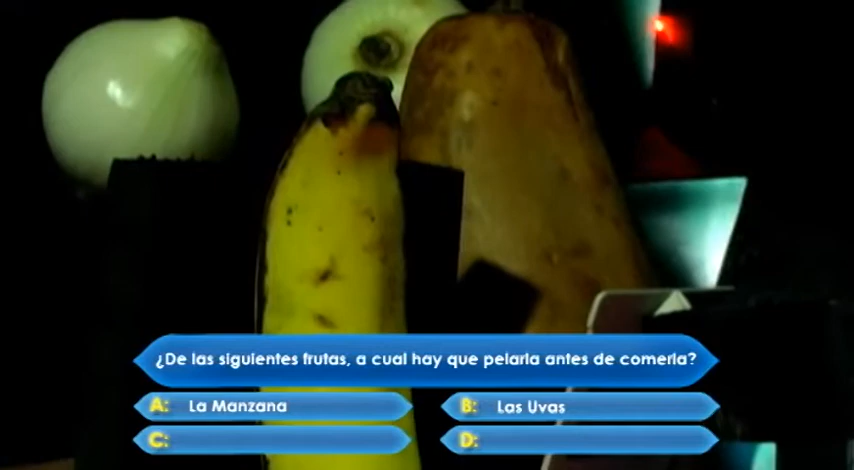 ¿De las siguientes frutas, a cual hay que pelarla antes de comerla?
A: La Manzana
B: Las Uvas
C:
D: